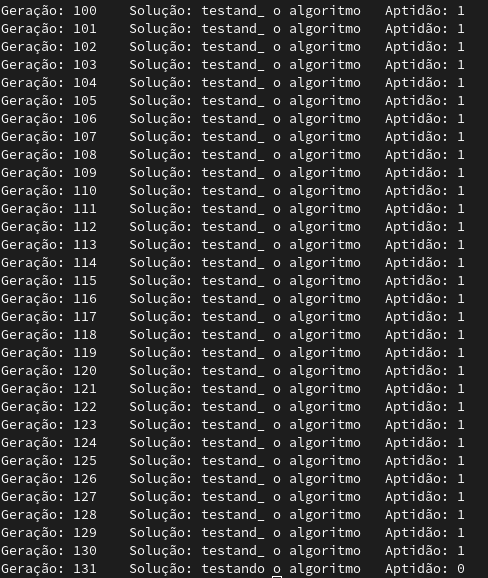 Geração: 100    Solução: testand_ o algoritmo   Aptidão: 1
Geração: 101    Solução: testand_ o algoritmo   Aptidão: 1
Geração: 102    Solução: testand_ o algoritmo   Aptidão: 1
Geração: 103    Solução: testand_ o algoritmo   Aptidão: 1
Geração: 104    Solução: testand_ o algoritmo   Aptidão: 1
Geração: 105    Solução: testand_ o algoritmo   Aptidão: 1
Geração: 106    Solução: testand_ o algoritmo   Aptidão: 1
Geração: 107    Solução: testand_ o algoritmo   Aptidão: 1
Geração: 108    Solução: testand_ o algoritmo   Aptidão: 1
Geração: 109    Solução: testand_ o algoritmo   Aptidão: 1
Geração: 110    Solução: testand_ o algoritmo   Aptidão: 1
Geração: 111    Solução: testand_ o algoritmo   Aptidão: 1
Geração: 112    Solução: testand_ o algoritmo   Aptidão: 1
Geração: 113    Solução: testand_ o algoritmo   Aptidão: 1
Geração: 114    Solução: testand_ o algoritmo   Aptidão: 1
Geração: 115    Solução: testand_ o algoritmo   Aptidão: 1
Geração: 116    Solução: testand_ o algoritmo   Aptidão: 1
Geração: 117    Solução: testand_ o algoritmo   Aptidão: 1
Geração: 118    Solução: testand_ o algoritmo   Aptidão: 1
Geração: 119    Solução: testand_ o algoritmo   Aptidão: 1
Geração: 120    Solução: testand_ o algoritmo   Aptidão: 1
Geração: 121    Solução: testand_ o algoritmo   Aptidão: 1
Geração: 122    Solução: testand_ o algoritmo   Aptidão: 1
Geração: 123    Solução: testand_ o algoritmo   Aptidão: 1
Geração: 124    Solução: testand_ o algoritmo   Aptidão: 1
Geração: 125    Solução: testand_ o algoritmo   Aptidão: 1
Geração: 126    Solução: testand_ o algoritmo   Aptidão: 1
Geração: 127    Solução: testand_ o algoritmo   Aptidão: 1
Geração: 128    Solução: testand_ o algoritmo   Aptidão: 1
Geração: 129    Solução: testand_ o algoritmo   Aptidão: 1
Geração: 130    Solução: testand_ o algoritmo   Aptidão: 1
Geração: 131    Solução: testando o algoritmo   Aptidão: 0